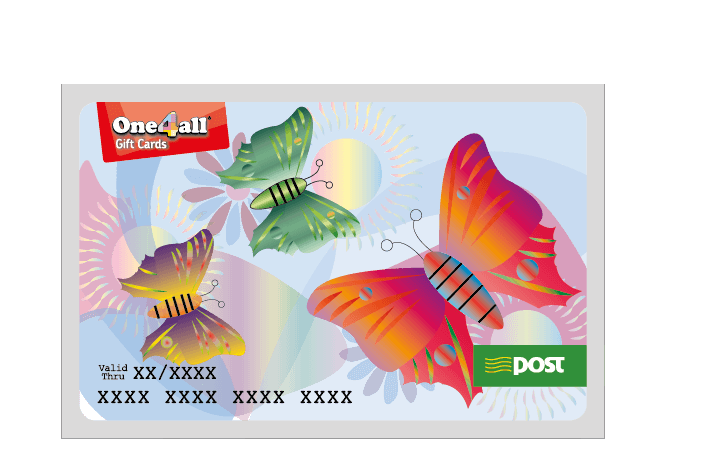 One4all
Gift Cards
Valid
Thru XX/XXXX
XXXX XXXX XXXX XXXX
post